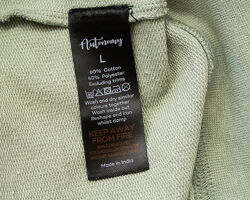 Autonomy
L
60% Cotton
40% Polyester
Excluding trims
Wash and dry similar
colours together
Wash inside out
Reshape and iron
whilst damp
KEEP AWAY
FROM FIRE
Made in India